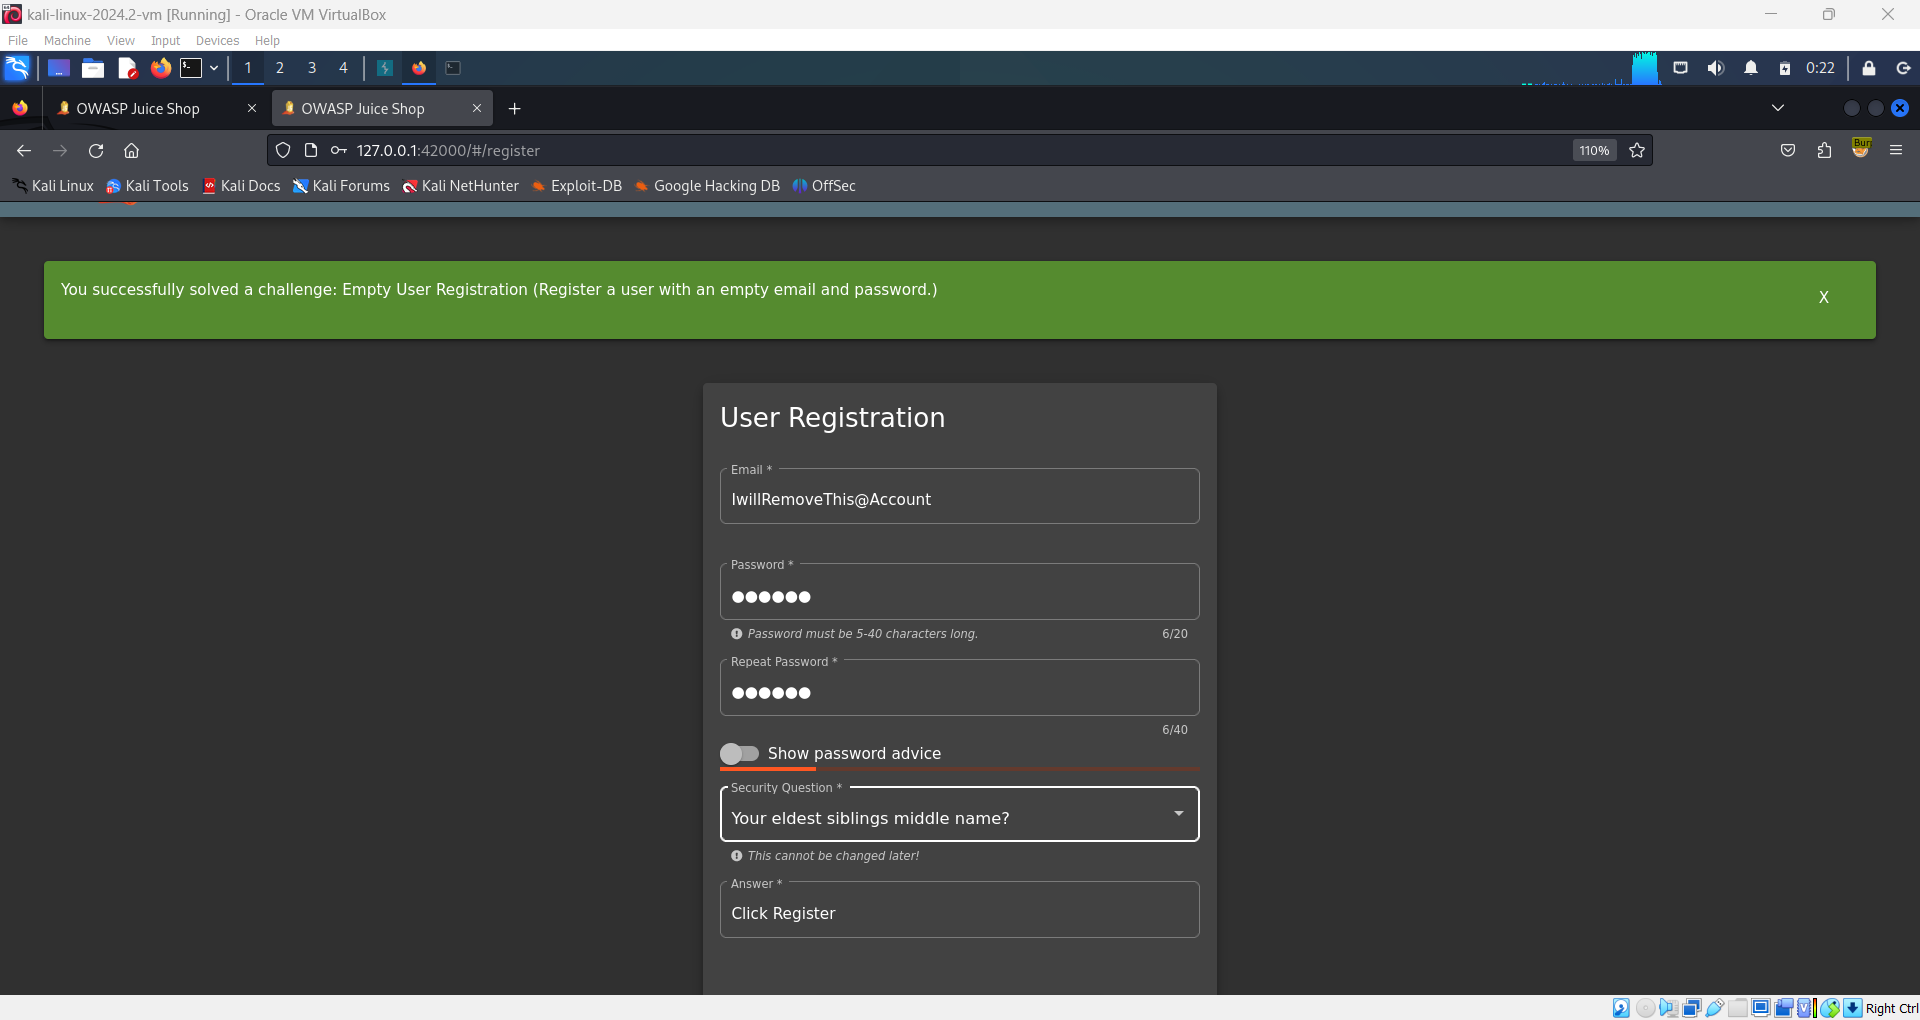 kali-linux-2024.2-vm [Running] - Oracle VM VirtualBox
File Machine View Input Devices Help
1 2 3 4 0:22
OWASP Juice Shop OWASP Juice Shop
127.0.0.1:42000/#/register 110%
Kali Linux Kali Tools Kali Docs Kali Forums Kali NetHunter Exploit-DB Google Hacking DB OffSec
You successfully solved a challenge: Empty User Registration (Register a user with an empty email and password.)
X
User Registration
Email *
IwillRemoveThis@Account
Password *
Password must be 5-40 characters long. 6/20
Repeat Password *
6/40
Show password advice
Security Question *
Your eldest siblings middle name?
This cannot be changed later!
Answer *
Click Register
Right Ctrl